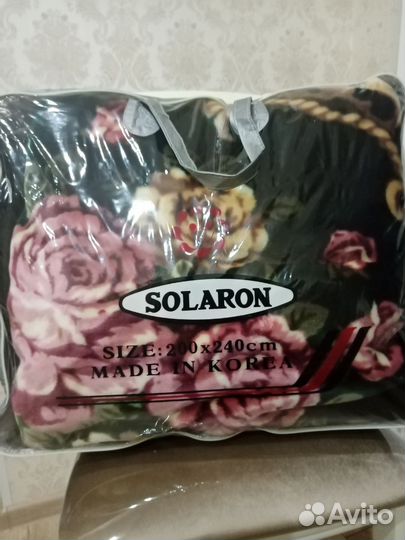 SOLARON
SIZE: 200x240cm
MADE IN KOREA
Avito